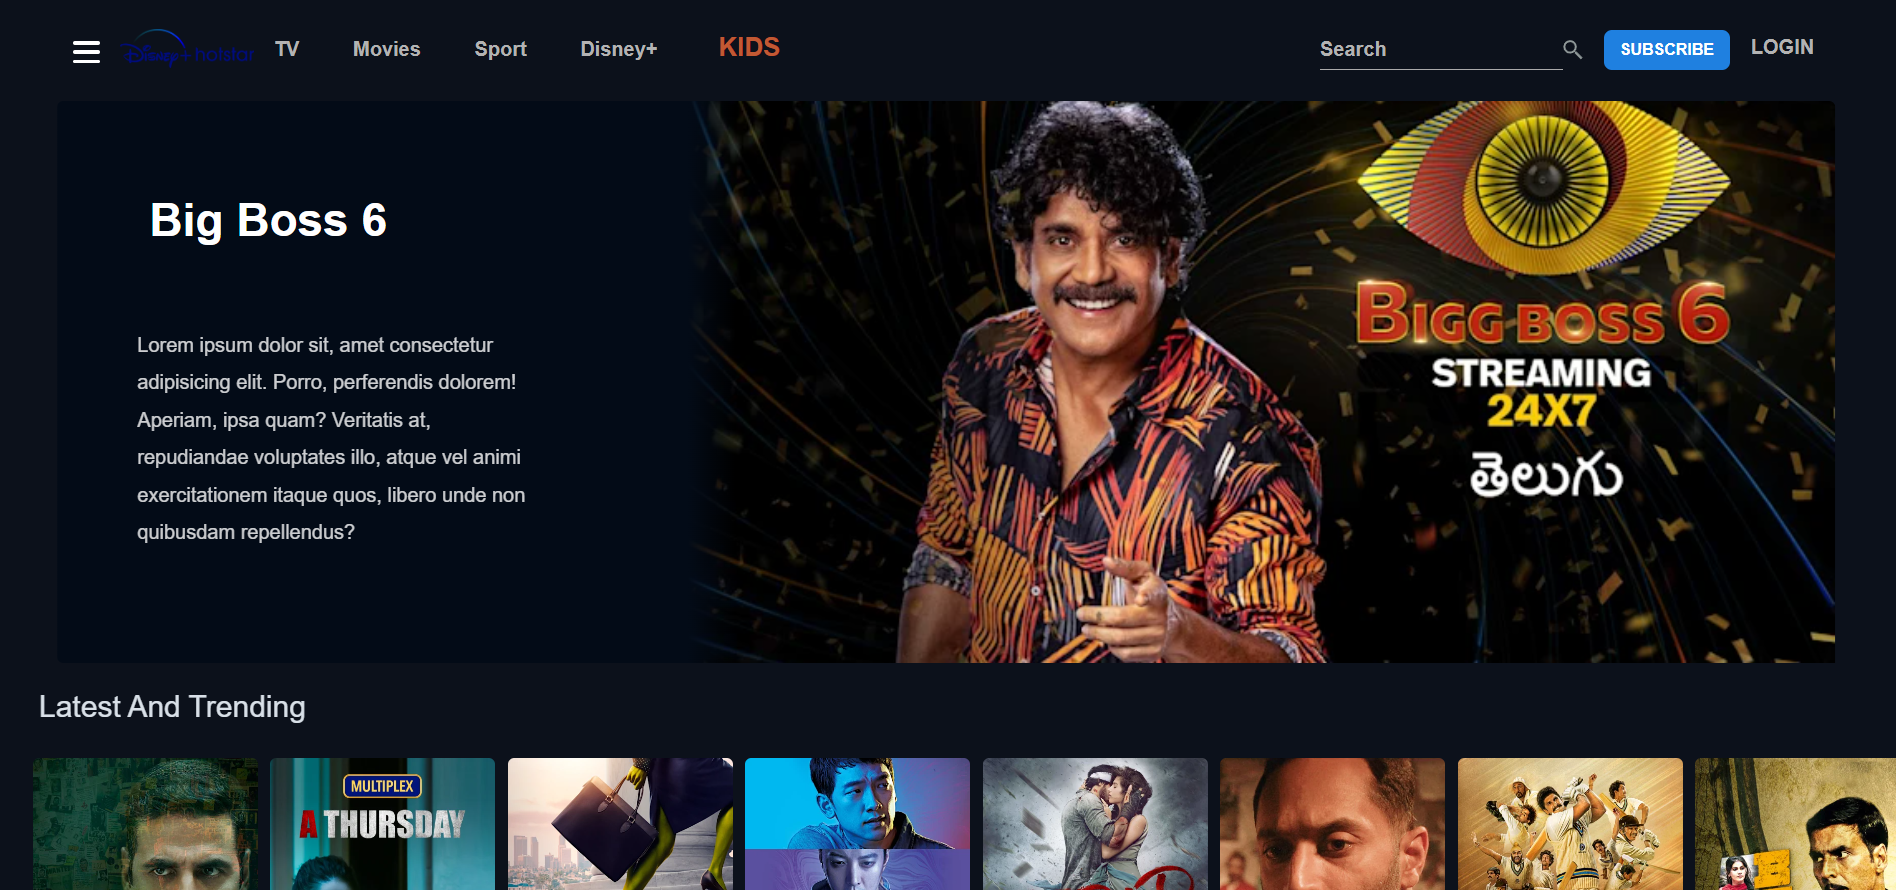 Disney+ hotstar
TV
Movies
Sport
Disney+
KIDS
Search
SUBSCRIBE
LOGIN
Big Boss 6
Lorem ipsum dolor sit, amet consectetur
adipisicing elit. Porro, perferendis dolorem!
Aperiam, ipsa quam? Veritatis at,
repudiandae voluptates illo, atque vel animi
exercitationem itaque quos, libero unde non
quibusdam repellendus?
BIGG BOSS 6
STREAMING
24X7
తెలుగు
Latest And Trending
MULTIPLEX
A THURSDAY